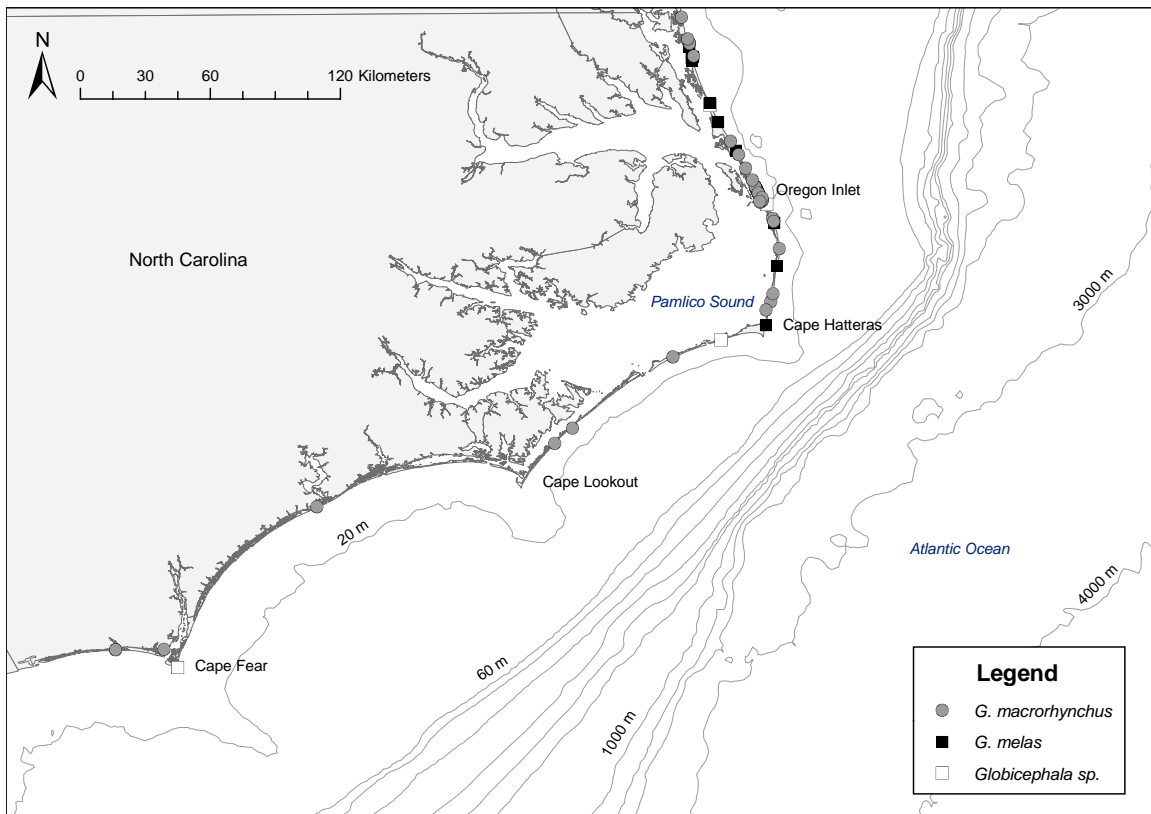 N
0 30 60 120 Kilometers
Oregon Inlet
North Carolina
Pamlico Sound
3000 m
Cape Hatteras
Cape Lookout
20 m
Atlantic Ocean
4000 m
60 m
Cape Fear
1000 m
Legend
G. macrorhynchus
G. melas
Globicephala sp.